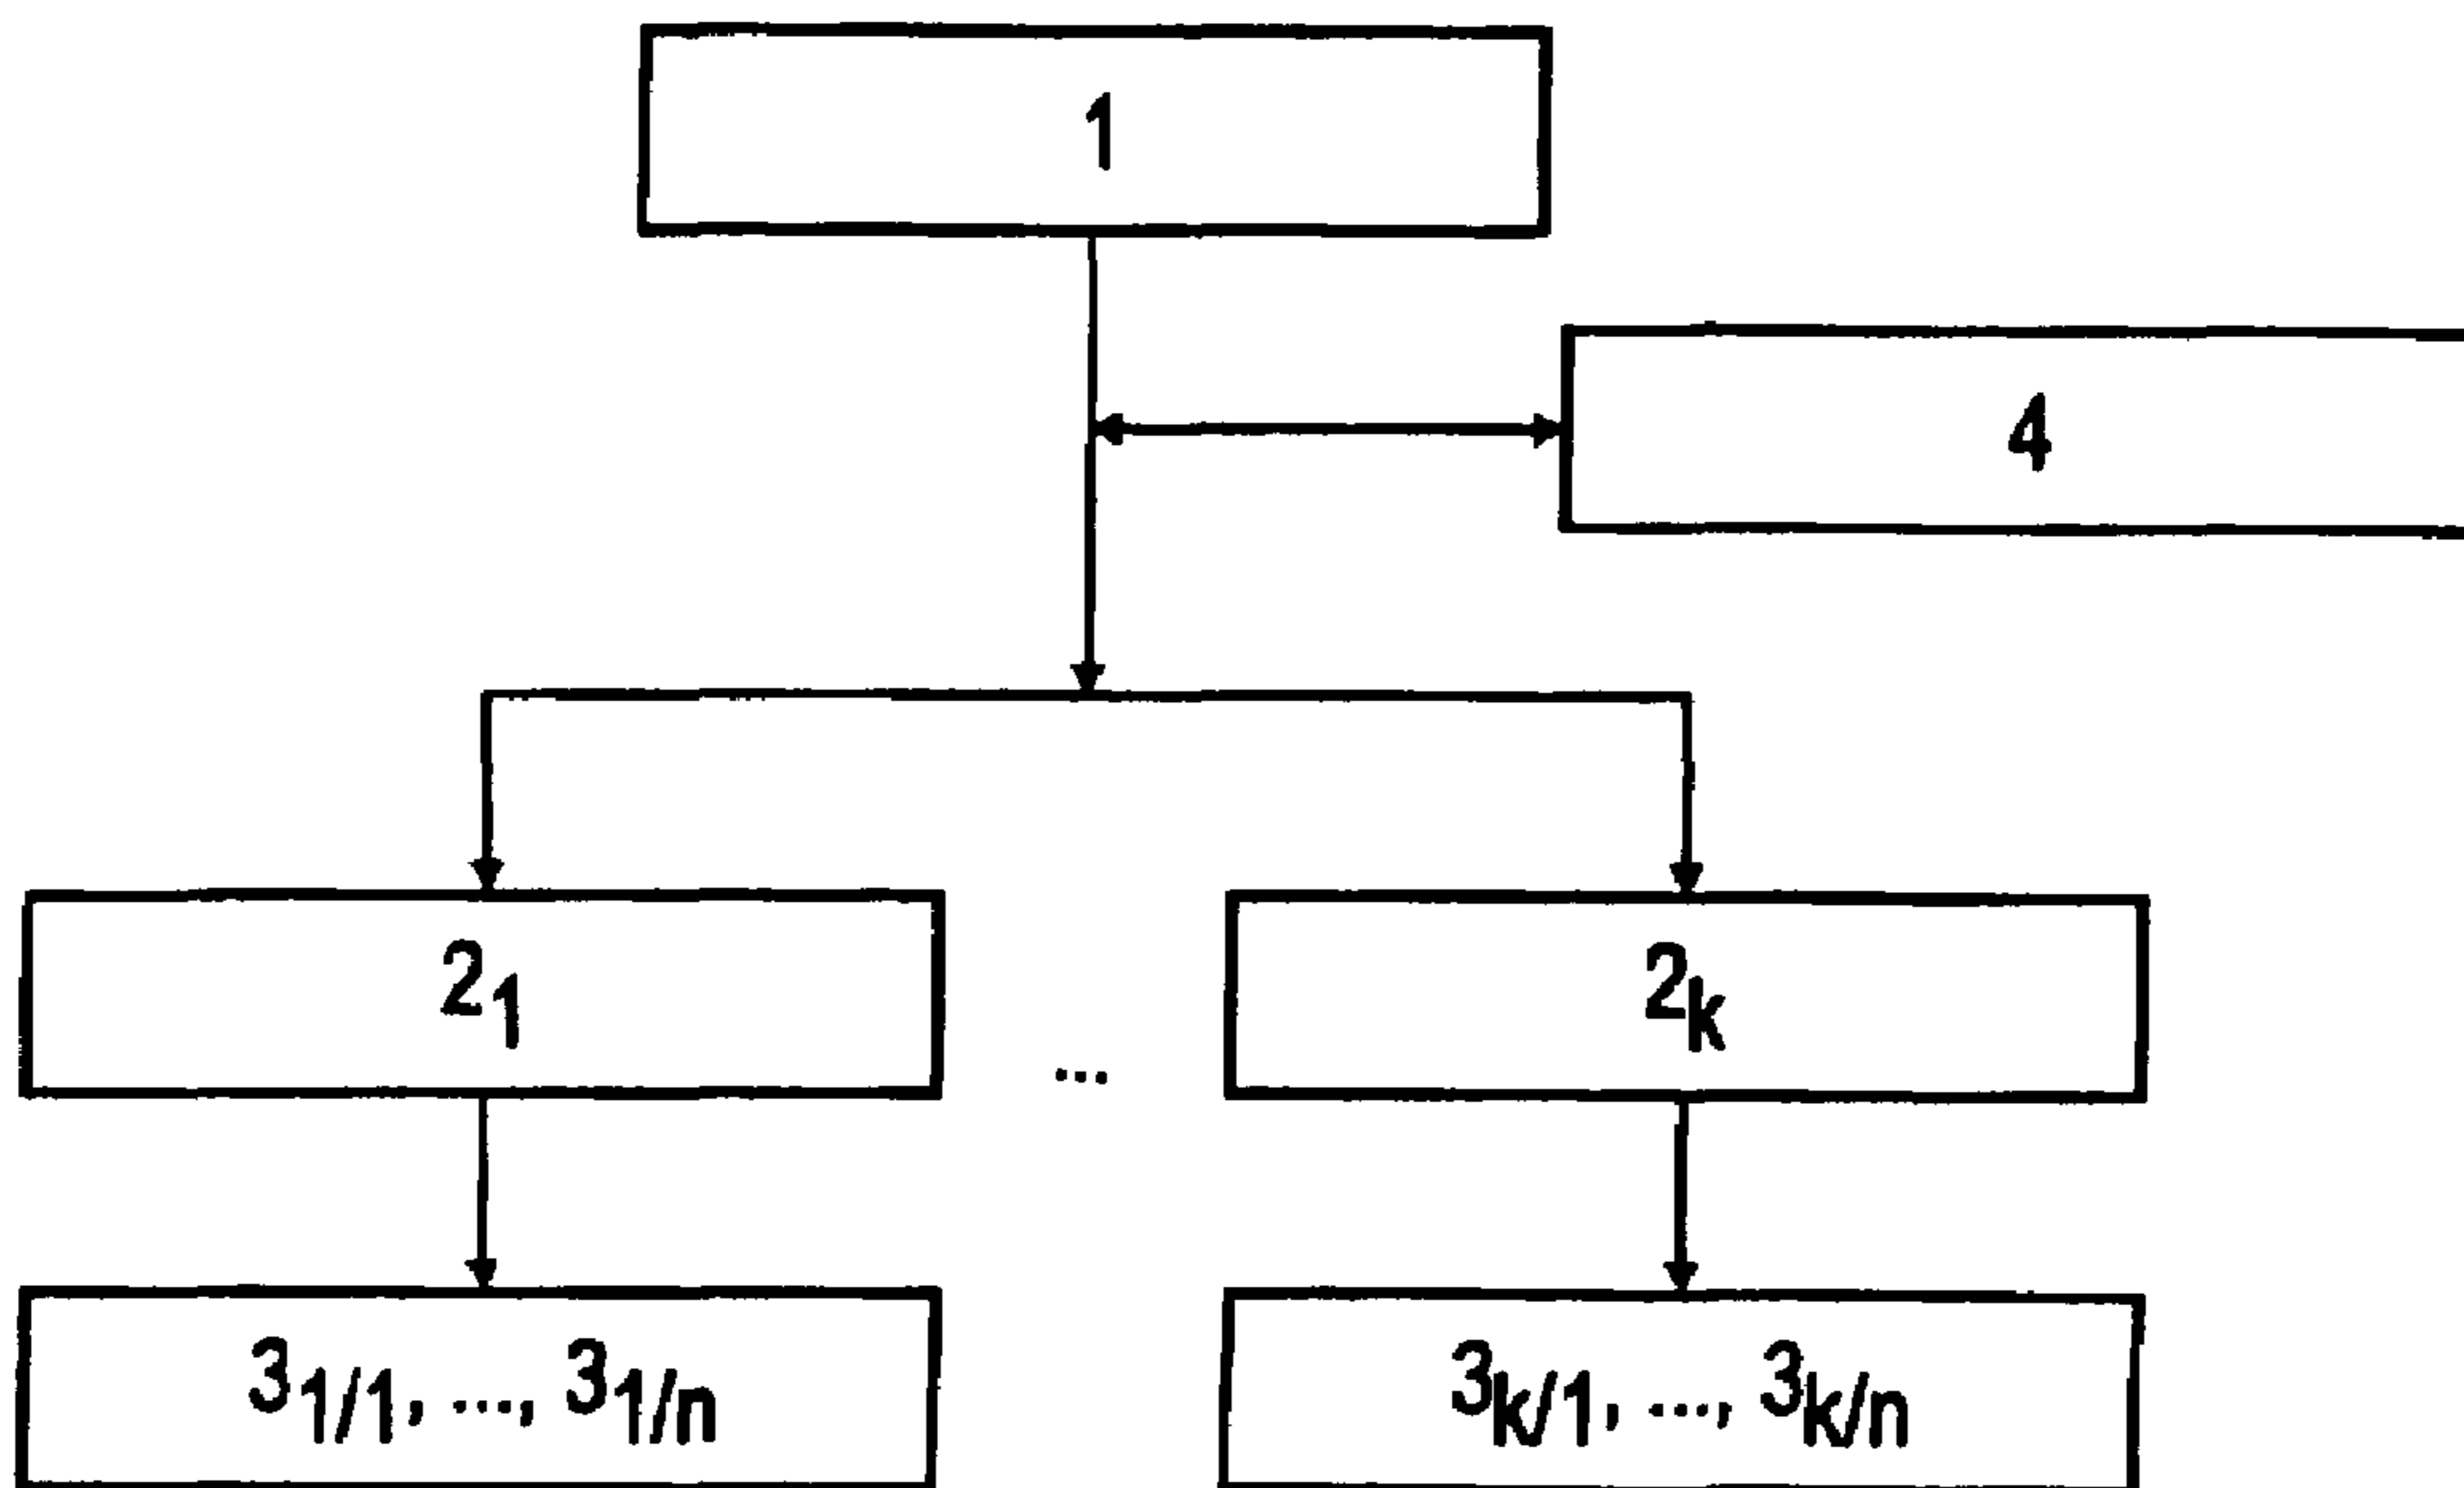 1
4
2₁
...
2ₖ
3₁/₁, ..., 3₁/ₙ
3ₖ/₁, ..., 3ₖ/ₙ